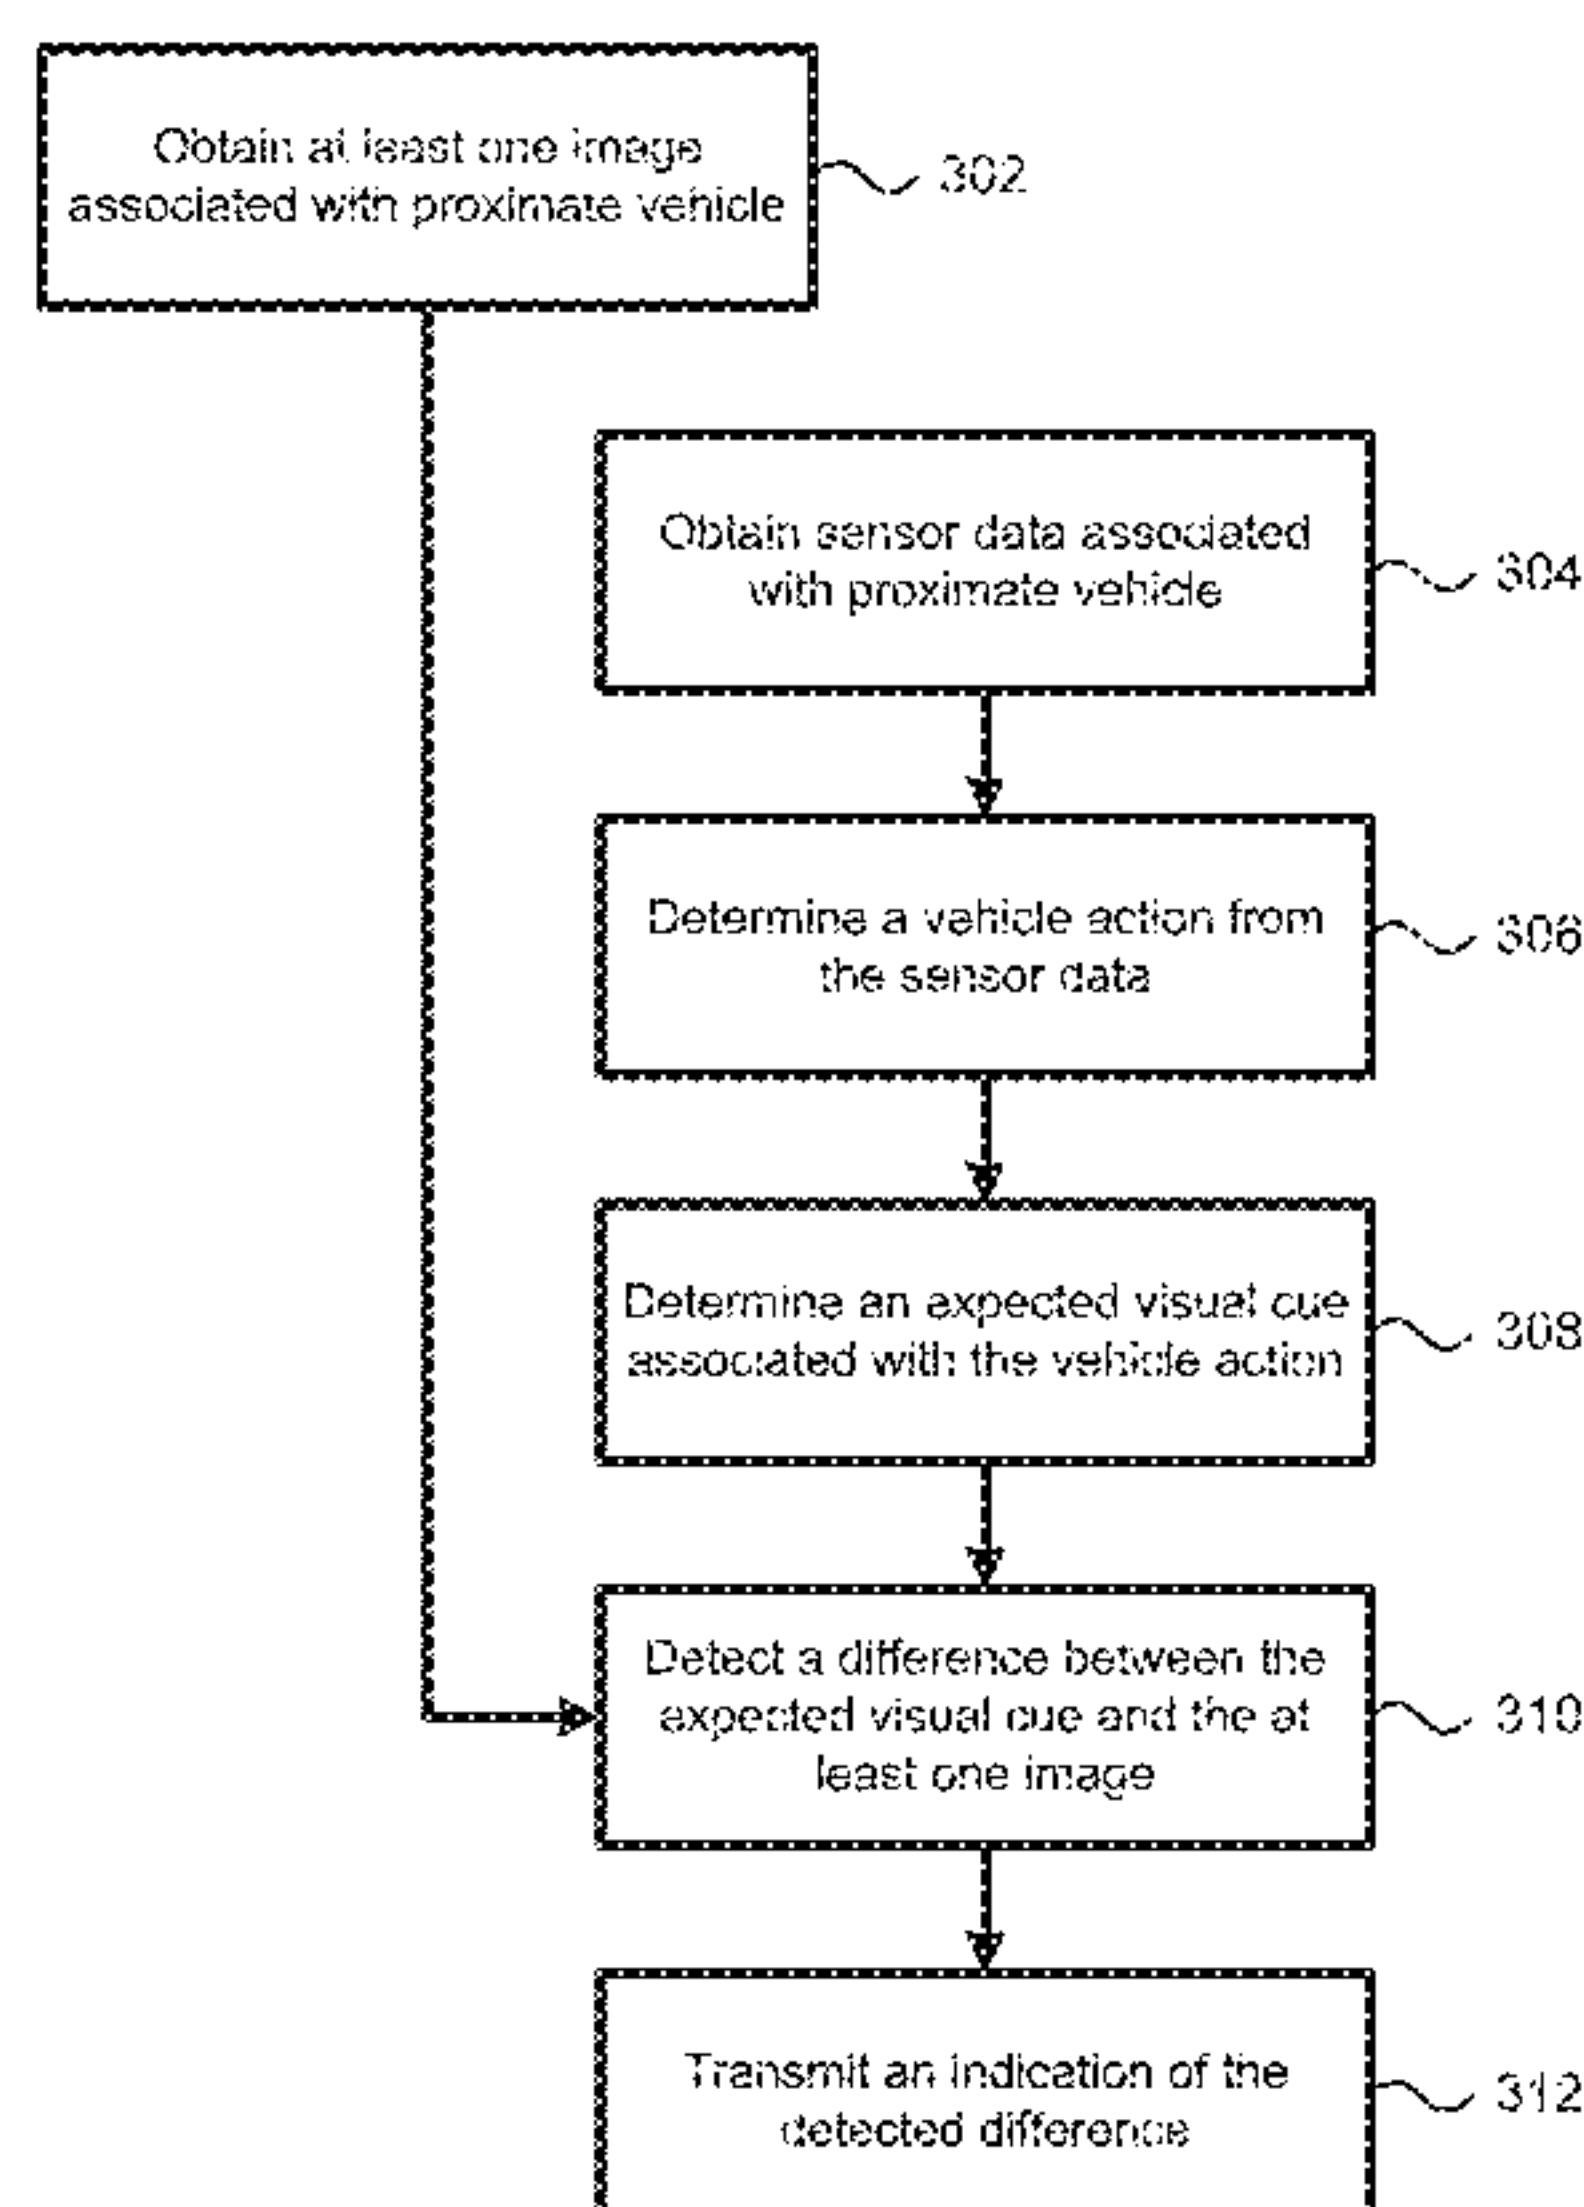 Obtain at least one image
associated with proximate vehicle
302
Obtain sensor data associated
with proximate vehicle
304
Determine a vehicle action from
the sensor data
306
Determine an expected visual cue
associated with the vehicle action
308
Detect a difference between the
expected visual cue and the at
least one image
310
Transmit an indication of the
detected difference
312